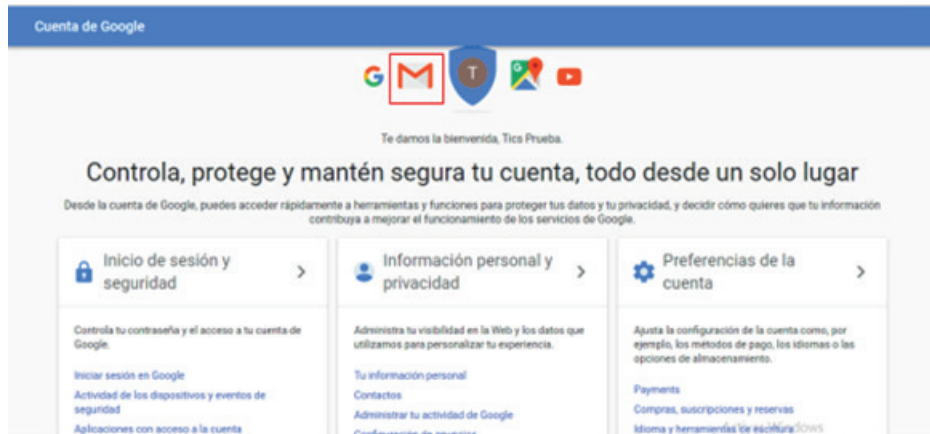 Cuenta de Google
G
T
G
Te damos la bienvenida, Tics Prueba.
Controla, protege y mantén segura tu cuenta, todo desde un solo lugar
Desde la cuenta de Google, puedes acceder rápidamente a herramientas y funciones para proteger tus datos y tu privacidad, y decidir cómo quieres que tu información
contribuya a mejorar el funcionamiento de los servicios de Google.
Inicio de sesión y
seguridad
Controla tu contraseña y el acceso a tu cuenta de
Google.
Iniciar sesión en Google
Actividad de los dispositivos y eventos de
seguridad
Aplicaciones con acceso a la cuenta
Información personal y
privacidad
Administra tu visibilidad en la Web y los datos que
utilizamos para personalizar tu experiencia.
Tu información personal
Contactos
Administrar tu actividad de Google
Configuración de anuncios
Preferencias de la
cuenta
Ajusta la configuración de la cuenta como, por
ejemplo, los métodos de pago, los idiomas o las
opciones de almacenamiento.
Payments
Compras, suscripciones y reservas
Idioma y herramientas de escritura